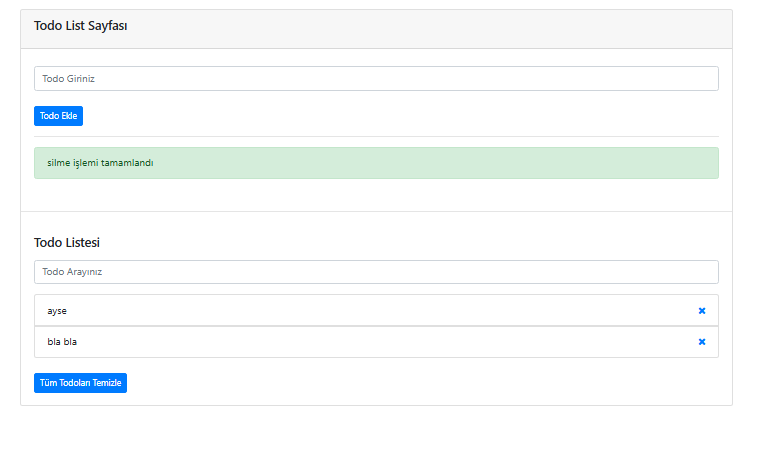 Todo List Sayfası
Todo Giriniz
Todo Ekle
silme işlemi tamamlandı
Todo Listesi
Todo Arayınız
ayse
bla bla
Tüm Todoları Temizle